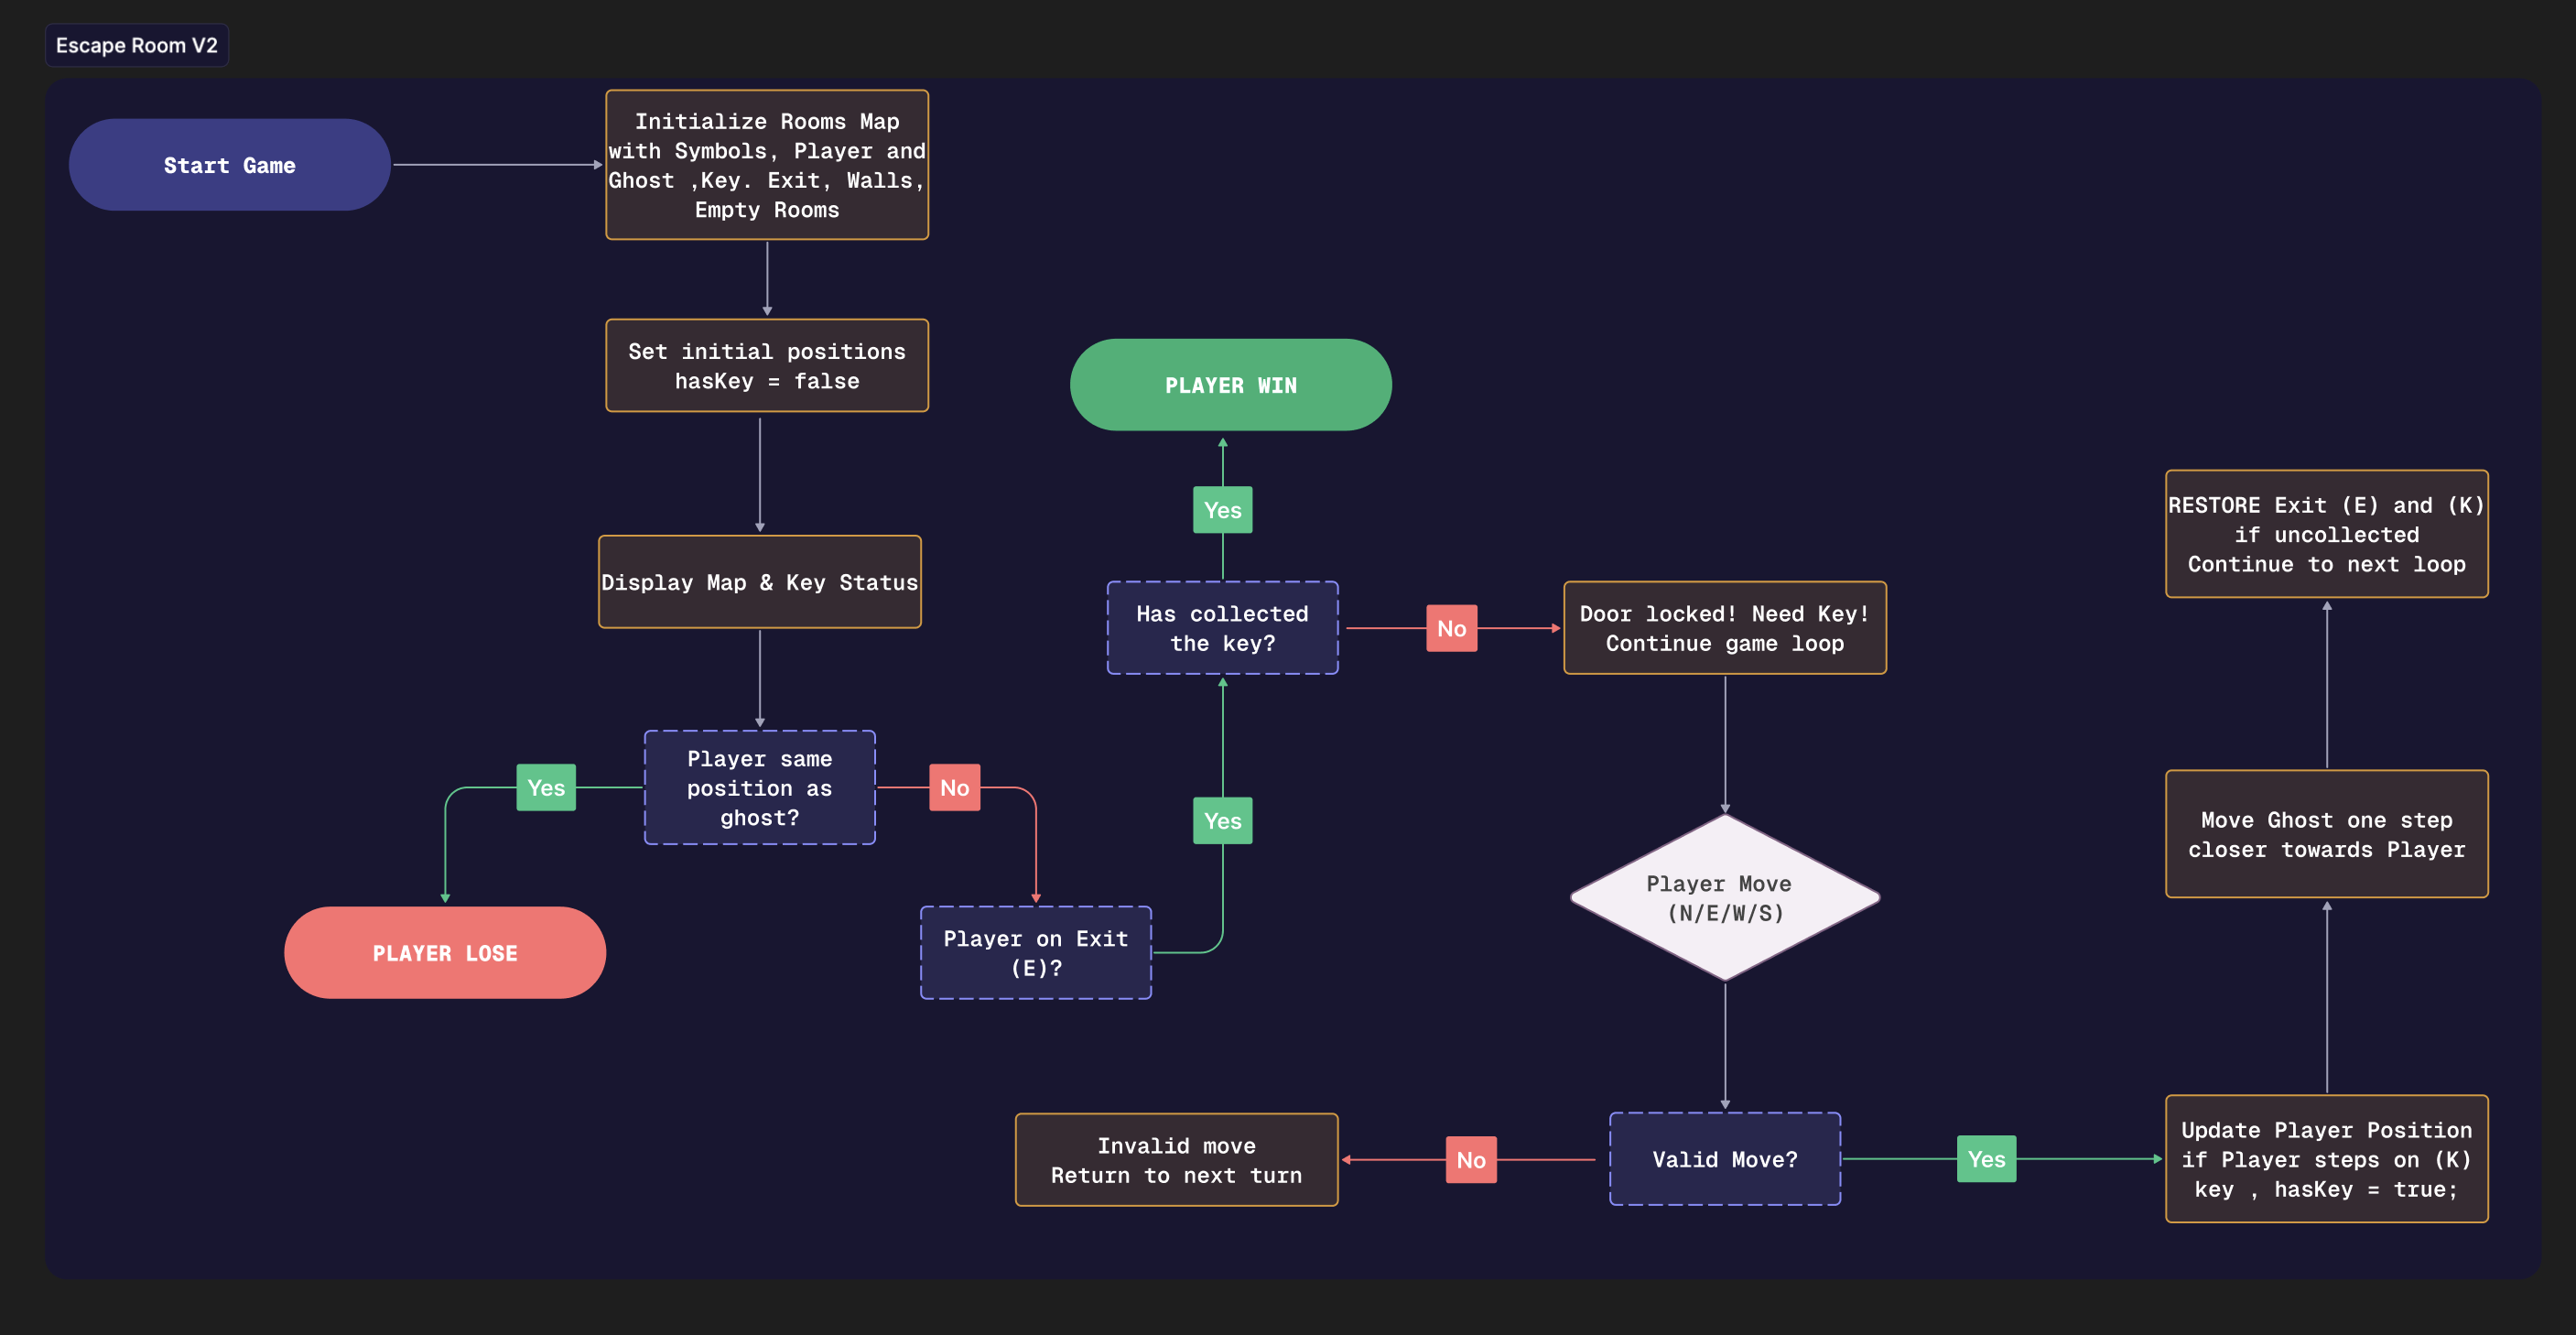 Escape Room V2
Start Game
Initialize Rooms Map
with Symbols, Player and
Ghost ,Key. Exit, Walls,
Empty Rooms
Set initial positions
hasKey = false
Display Map & Key Status
Player same
position as
ghost?
Yes
No
PLAYER LOSE
Player on Exit
(E)?
Yes
Has collected
the key?
Yes
PLAYER WIN
No
Door locked! Need Key!
Continue game loop
Player Move
(N/E/W/S)
Valid Move?
No
Invalid move
Return to next turn
Yes
Update Player Position
if Player steps on (K)
key , hasKey = true;
Move Ghost one step
closer towards Player
RESTORE Exit (E) and (K)
if uncollected
Continue to next loop